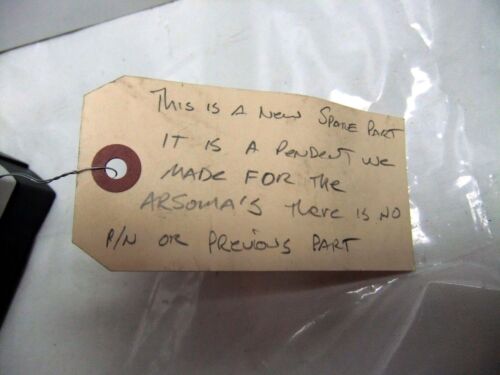 THIS IS A NEW SPARE PART
IT IS A PENDENT WE
MADE FOR THE
ARSOMA'S THERE IS NO
P/N OR PREVIOUS PART